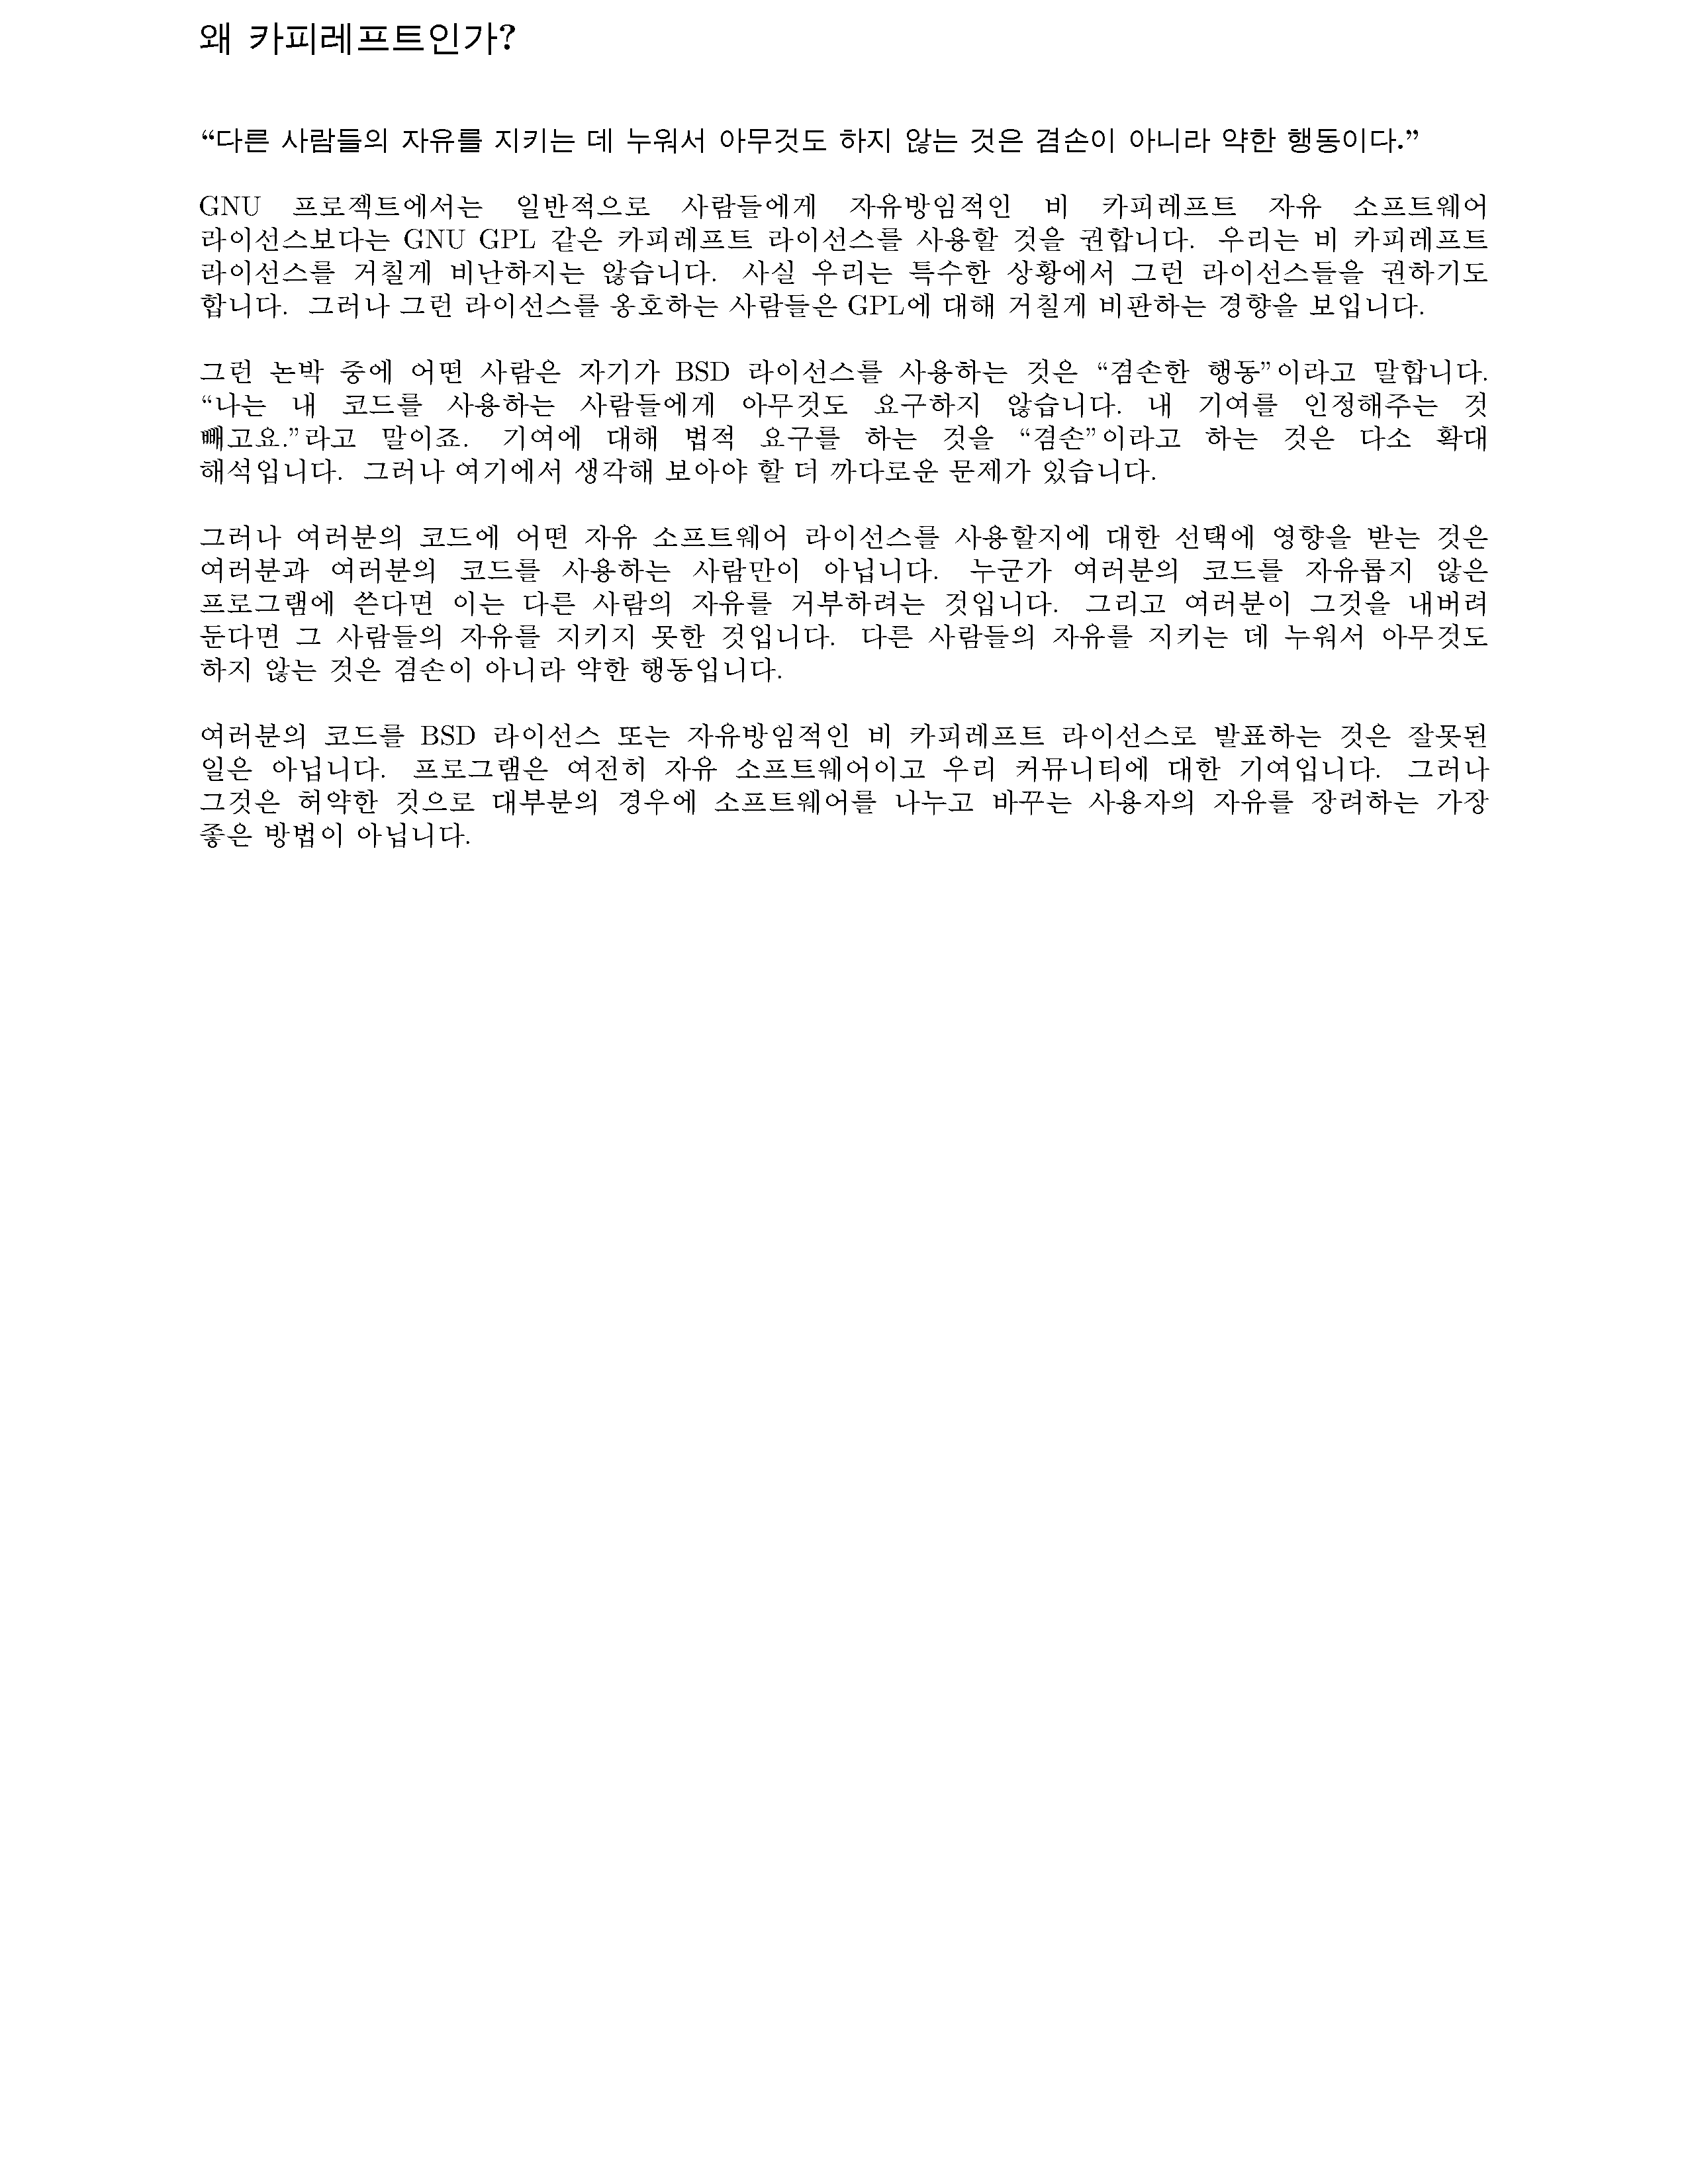 왜 카피레프트인가?
“다른 사람들의 자유를 지키는 데 누워서 아무것도 하지 않는 것은 겸손이 아니라 약한 행동이다.”
GNU 프로젝트에서는 일반적으로 사람들에게 자유방임적인 비 카피레프트 자유 소프트웨어
라이선스보다는 GNU GPL 같은 카피레프트 라이선스를 사용할 것을 권합니다. 우리는 비 카피레프트
라이선스를 거칠게 비난하지는 않습니다. 사실 우리는 특수한 상황에서 그런 라이선스들을 권하기도
합니다. 그러나 그런 라이선스를 옹호하는 사람들은 GPL에 대해 거칠게 비판하는 경향을 보입니다.
그런 논박 중에 어떤 사람은 자기가 BSD 라이선스를 사용하는 것은 “겸손한 행동”이라고 말합니다.
“나는 내 코드를 사용하는 사람들에게 아무것도 요구하지 않습니다. 내 기여를 인정해주는 것
빼고요.”라고 말이죠. 기여에 대해 법적 요구를 하는 것을 “겸손”이라고 하는 것은 다소 확대
해석입니다. 그러나 여기에서 생각해 보아야 할 더 까다로운 문제가 있습니다.
그러나 여러분의 코드에 어떤 자유 소프트웨어 라이선스를 사용할지에 대한 선택에 영향을 받는 것은
여러분과 여러분의 코드를 사용하는 사람만이 아닙니다. 누군가 여러분의 코드를 자유롭지 않은
프로그램에 쓴다면 이는 다른 사람의 자유를 거부하려는 것입니다. 그리고 여러분이 그것을 내버려
둔다면 그 사람들의 자유를 지키지 못한 것입니다. 다른 사람들의 자유를 지키는 데 누워서 아무것도
하지 않는 것은 겸손이 아니라 약한 행동입니다.
여러분의 코드를 BSD 라이선스 또는 자유방임적인 비 카피레프트 라이선스로 발표하는 것은 잘못된
일은 아닙니다. 프로그램은 여전히 자유 소프트웨어이고 우리 커뮤니티에 대한 기여입니다. 그러나
그것은 허약한 것으로 대부분의 경우에 소프트웨어를 나누고 바꾸는 사용자의 자유를 장려하는 가장
좋은 방법이 아닙니다.